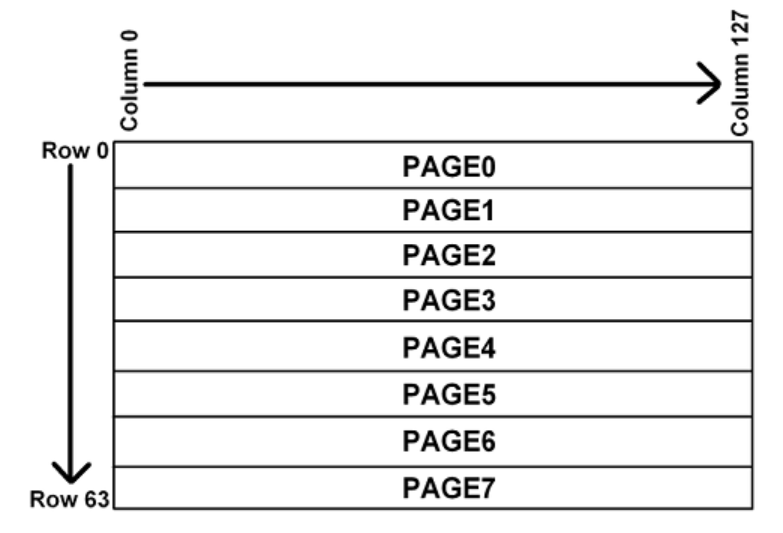 Column 0
Column 127
Row 0
PAGE0
PAGE1
PAGE2
PAGE3
PAGE4
PAGE5
PAGE6
PAGE7
Row 63